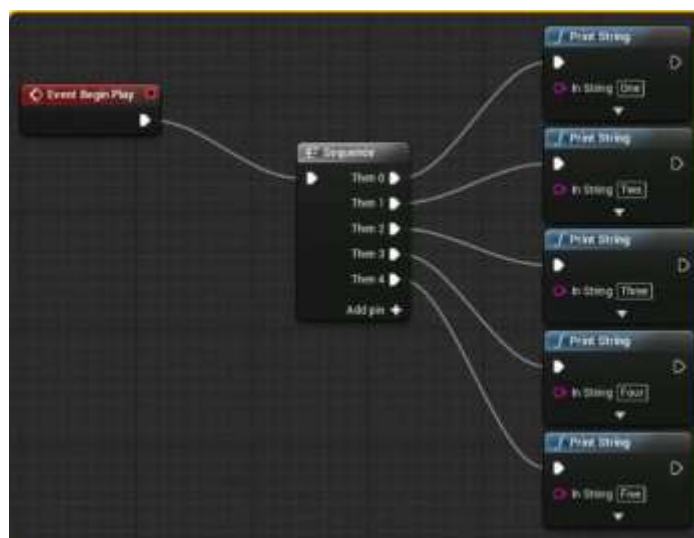 Event Begin Play
Sequence
Then 0
Then 1
Then 2
Then 3
Then 4
Add pin
Print String
In String One
Print String
In String Two
Print String
In String Three
Print String
In String Four
Print String
In String Five